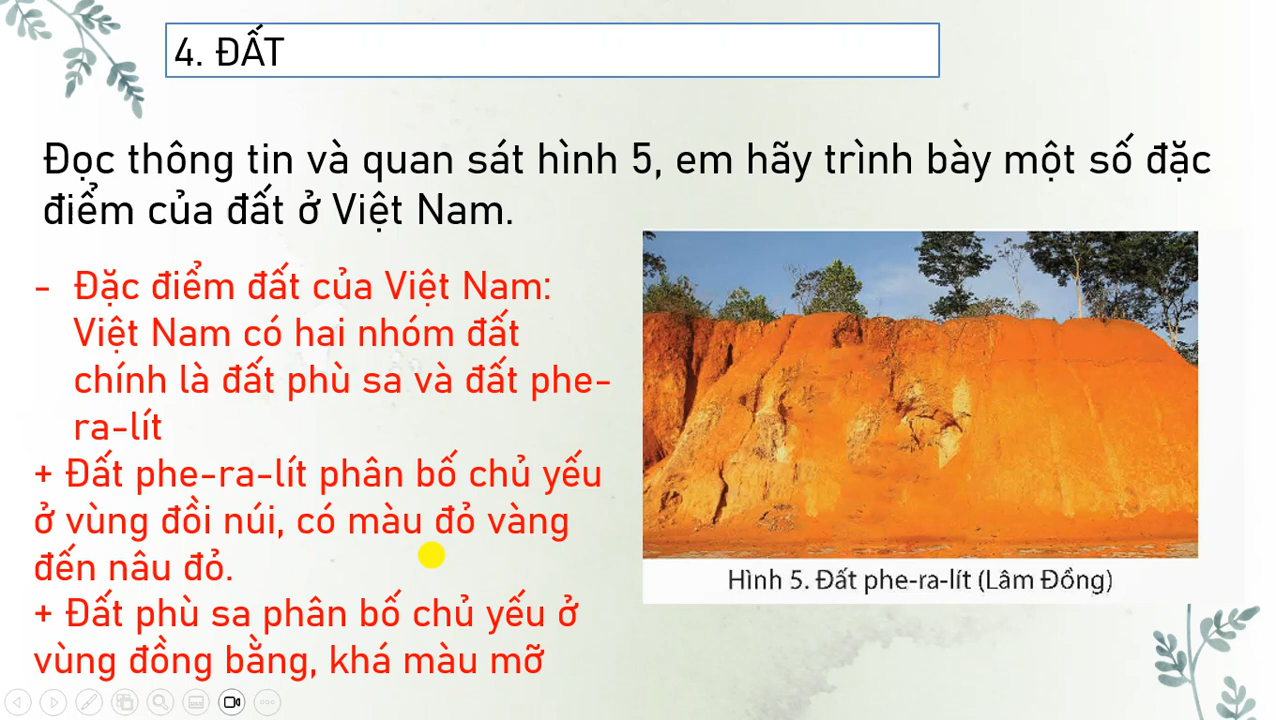 4. ĐẤT
Đọc thông tin và quan sát hình 5, em hãy trình bày một số đặc
điểm của đất ở Việt Nam.
- Đặc điểm đất của Việt Nam:
Việt Nam có hai nhóm đất
chính là đất phù sa và đất phe-
ra-lít
+ Đất phe-ra-lít phân bố chủ yếu
ở vùng đồi núi, có màu đỏ vàng
đến nâu đỏ.
+ Đất phù sa phân bố chủ yếu ở
vùng đồng bằng, khá màu mỡ
Hình 5. Đất phe-ra-lít (Lâm Đồng)